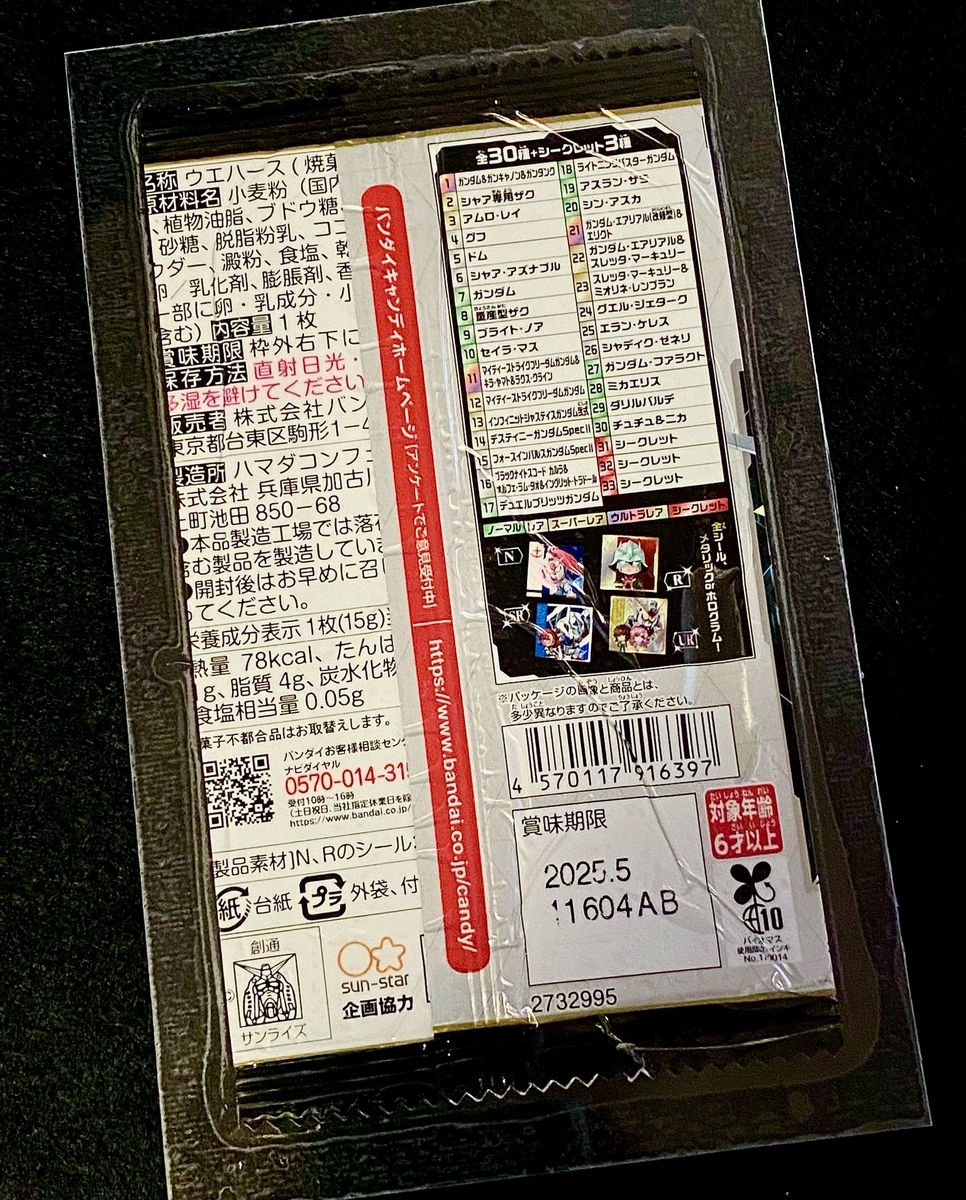 名称 ウエハース(焼菓
原材料名 小麦粉(国内
、植物油脂、ブドウ糖
砂糖、脱脂粉乳、ココ
ウダー、澱粉、食塩、乾
卵/乳化剤、膨脹剤、香
一部に卵・乳成分・小
含む) 内容量 1枚
賞味期限 枠外右下に
保存方法 直射日光・
多湿を避けてください
販売者 株式会社バン
東京都台東区駒形1-4
製造所 ハマダコンフェ
株式会社 兵庫県加古川
上町池田 850-68
●本品製造工場では落花
含む製品を製造してい
●開封後はお早めに召し
ってください。
栄養成分表示 1枚(15g)
熱量 78kcal、たんぱ
g、脂質 4g、炭水化物
食塩相当量 0.05g
菓子不都合品はお取替えします。
バンダイお客様相談セン
ナビダイヤル
0570-014-31
受付10時〜16時
(土日祝日、当社指定休業日を除
https://www.bandai.co.jp/
製品素材]N、Rのシール
紙 台紙 プラ 外袋、付
創通
サンライズ
sun-star
企画協力
バンダイキャンディホームページ[アンケートでご意見受付中] https://www.bandai.co.jp/candy/
全30種+シークレット3種
1 ガンダム&ガンキャノン&ガンタンク
2 シャア専用ザク
3 アムロ・レイ
4 グフ
5 ドム
6 シャア・アズナブル
7 ガンダム
8 量産型ザク
9 ブライト・ノア
10 セイラ・マス
11 マイティーストライクフリーダムガンダム&
キラ・ヤマト&ラクス・クライン
12 マイティーストライクフリーダムガンダム
13 インフィニットジャスティスガンダム弐式
14 デスティニーガンダムSpecII
15 フォースインパルスガンダムSpecII
16 ブラックナイトスコード カルラ&
オルフェ・ラム・タオ&イングリット・トラドール
17 デュエルブリッツガンダム
18 ライトニングバスターガンダム
19 アスラン・ザラ
20 シン・アスカ
21 ガンダム・エアリアル(改修型)&
エリクト
22 ガンダム・エアリアル&
スレッタ・マーキュリー
23 スレッタ・マーキュリー&
ミオリネ・レンブラン
24 グエル・ジェターク
25 エラン・ケレス
26 シャディク・ゼネリ
27 ガンダム・ファラクト
28 ミカエリス
29 ダリルバルデ
30 チュチュ&ニカ
31 シークレット
32 シークレット
33 シークレット
ノーマル レア スーパーレア ウルトラレア シークレット
N
R
SR
UR
全シール、
メタリックorホログラム!
※パッケージの画像と商品とは、
多少異なりますのでご了承ください。
4 570117 916397
対象年齢
6才以上
賞味期限
2025.5
11604AB
10
バイオマス
使用部:インキ
2732995